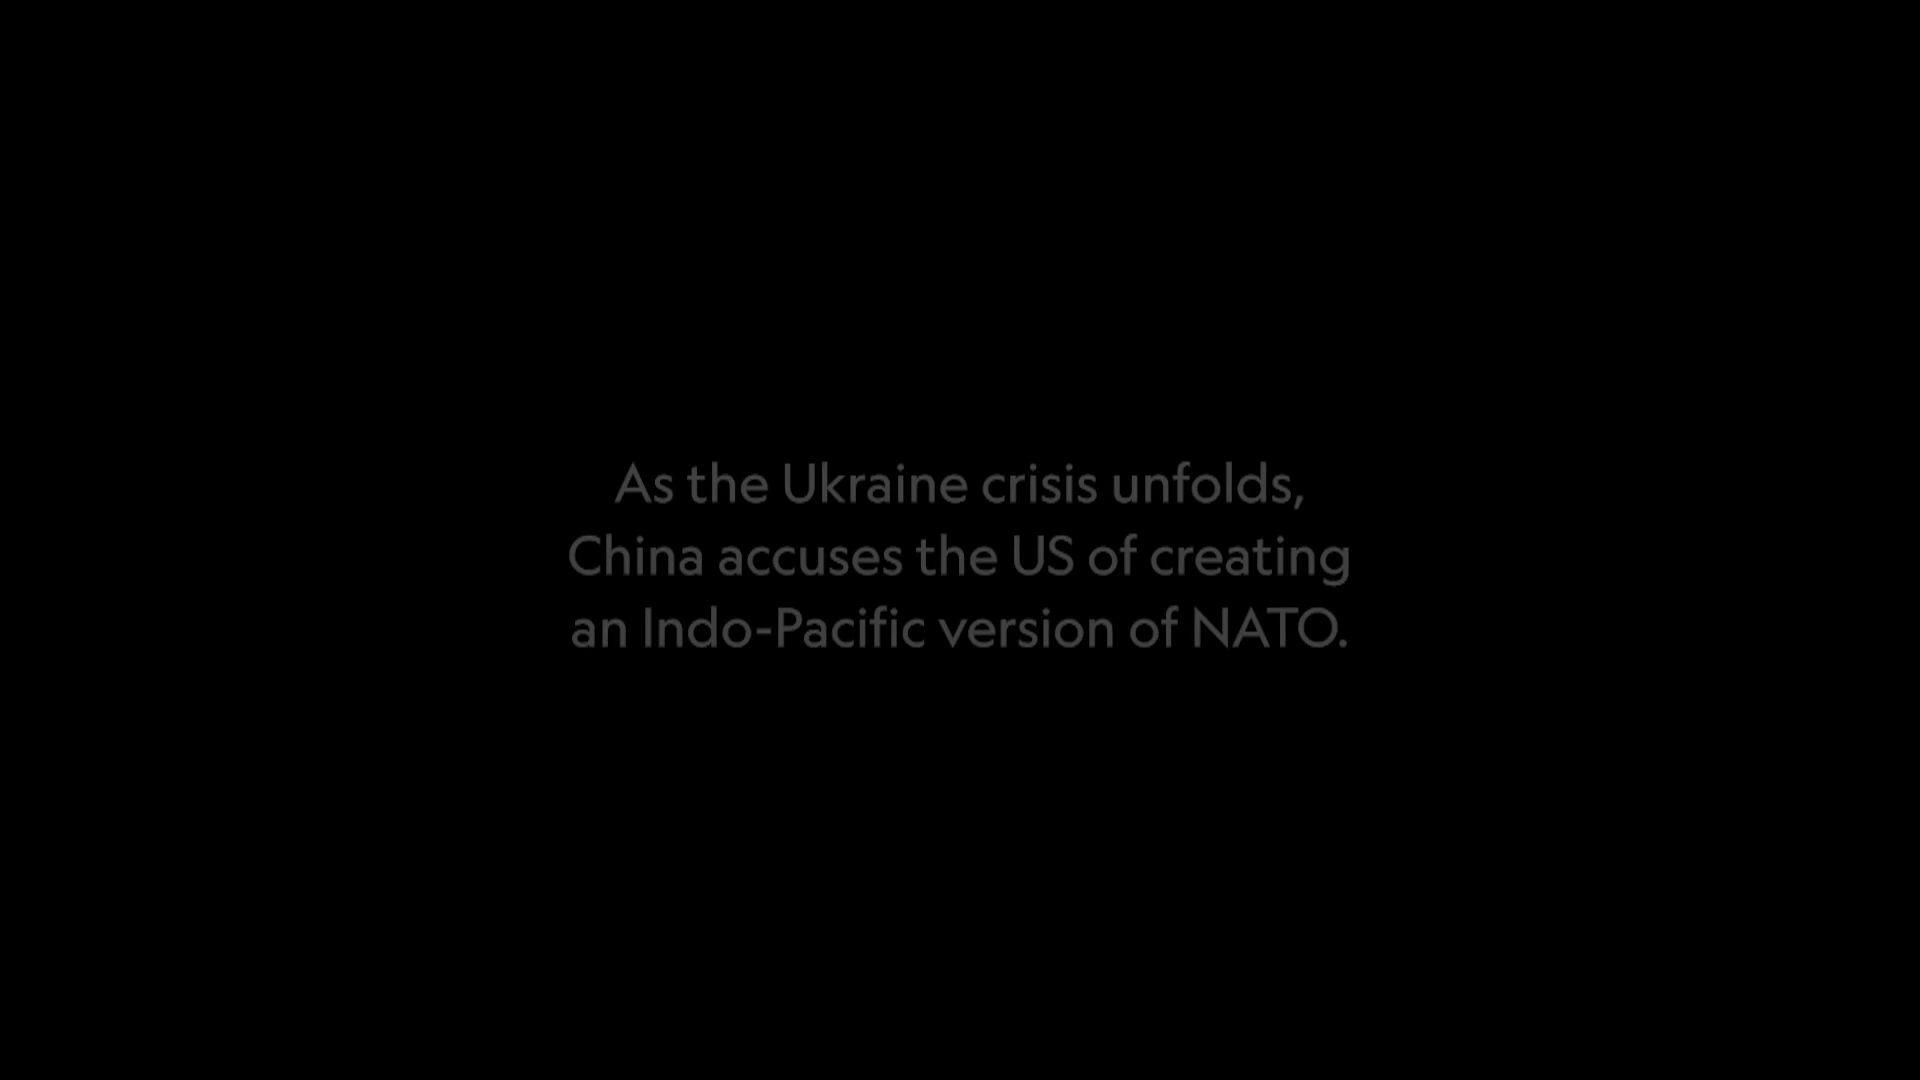 As the Ukraine crisis unfolds,
China accuses the US of creating
an Indo-Pacific version of NATO.